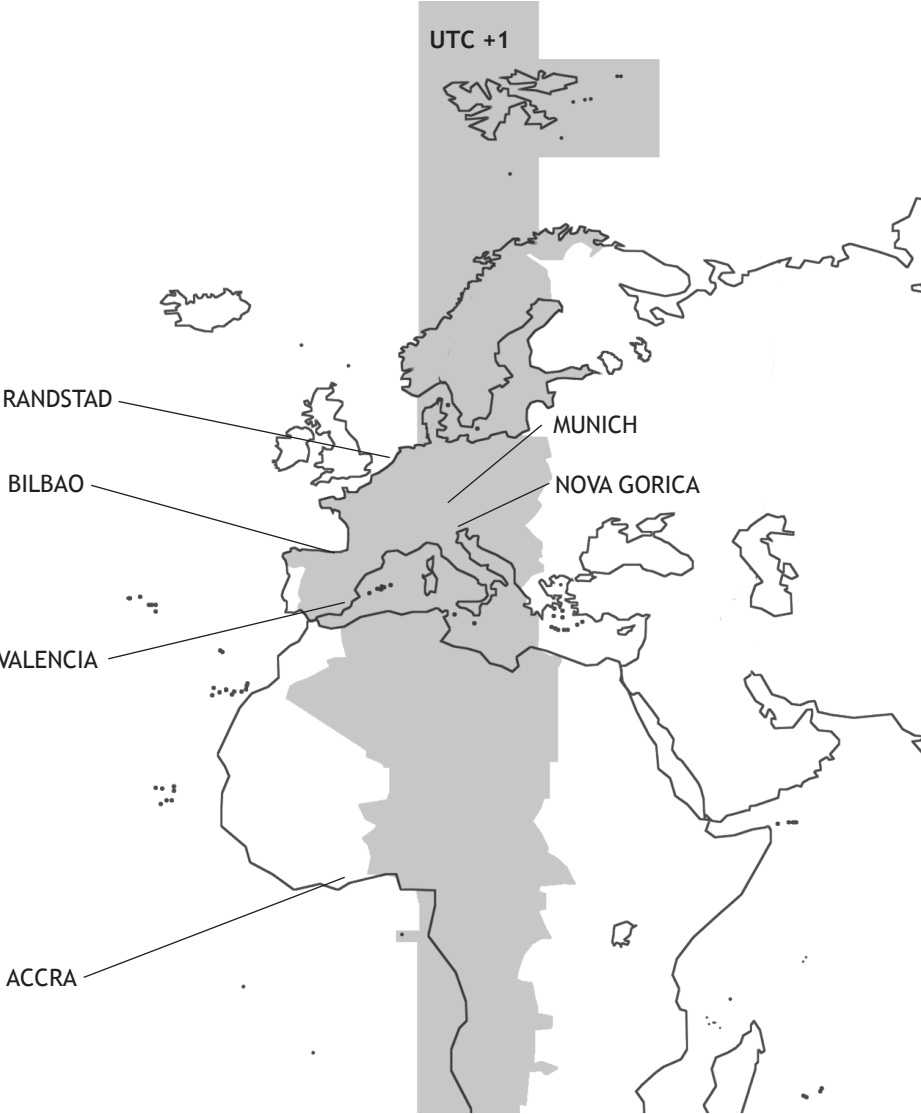 UTC +1
RANDSTAD
MUNICH
BILBAO
NOVA GORICA
VALENCIA
ACCRA